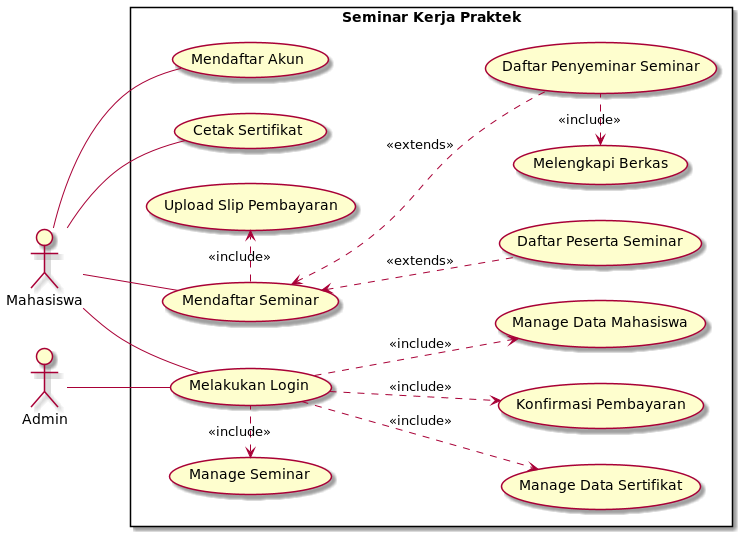 Seminar Kerja Praktek
Mendaftar Akun
Daftar Penyeminar Seminar
«include»
Cetak Sertifikat
«extends»
Melengkapi Berkas
Upload Slip Pembayaran
Daftar Peserta Seminar
«include»
«extends»
Mahasiswa
Mendaftar Seminar
Manage Data Mahasiswa
«include»
Admin
Melakukan Login
«include»
Konfirmasi Pembayaran
«include»
«include»
Manage Seminar
Manage Data Sertifikat